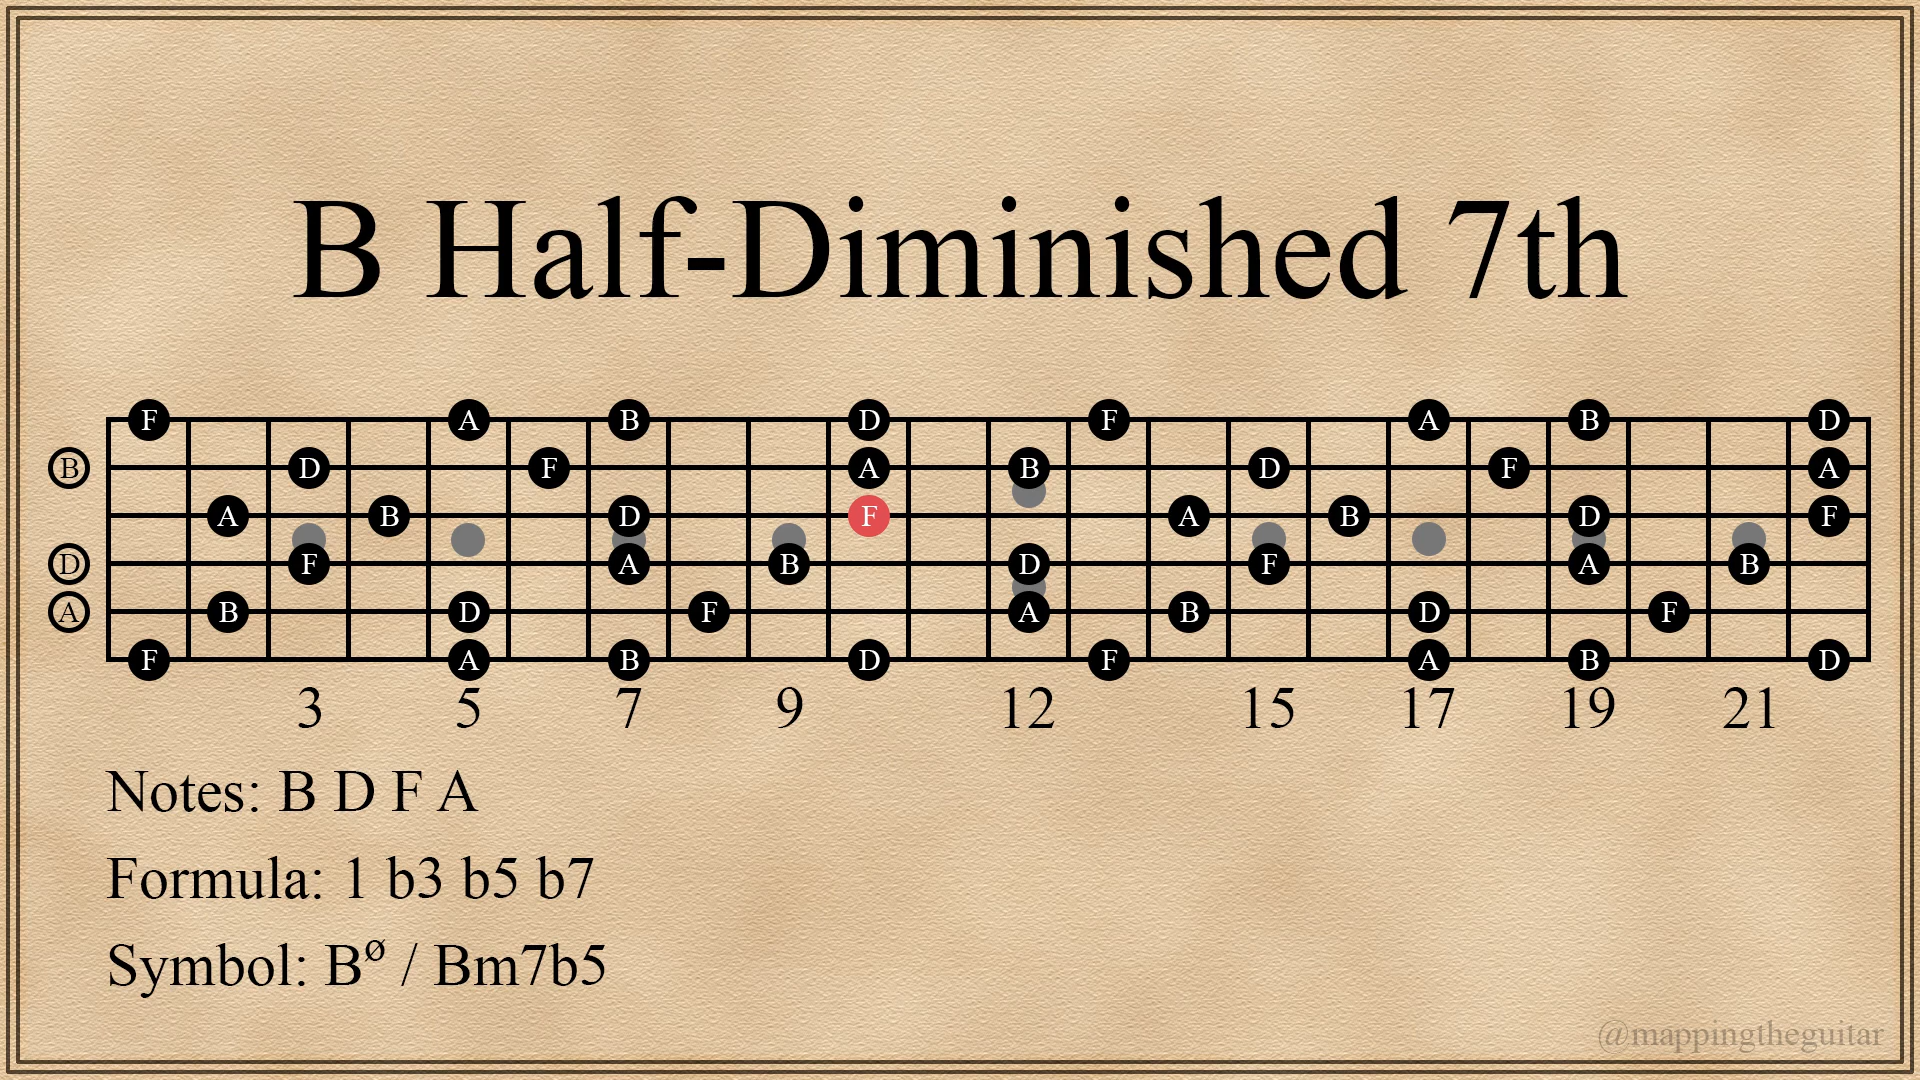 B Half-Diminished 7th
F A B D F A B D
B D F A B D F A
A B D F A B D F
D F A B D F A B
A B D F A B D F
F A B D F A B D
3 5 7 9 12 15 17 19 21
Notes: B D F A
Formula: 1 b3 b5 b7
Symbol: Bø / Bm7b5
@mappingtheguitar